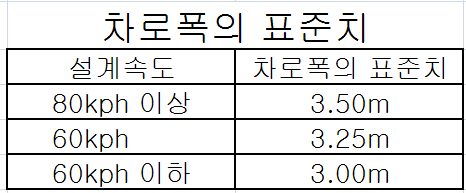 차로폭의 표준치
설계속도 차로폭의 표준치
80kph 이상 3.50m
60kph 3.25m
60kph 이하 3.00m